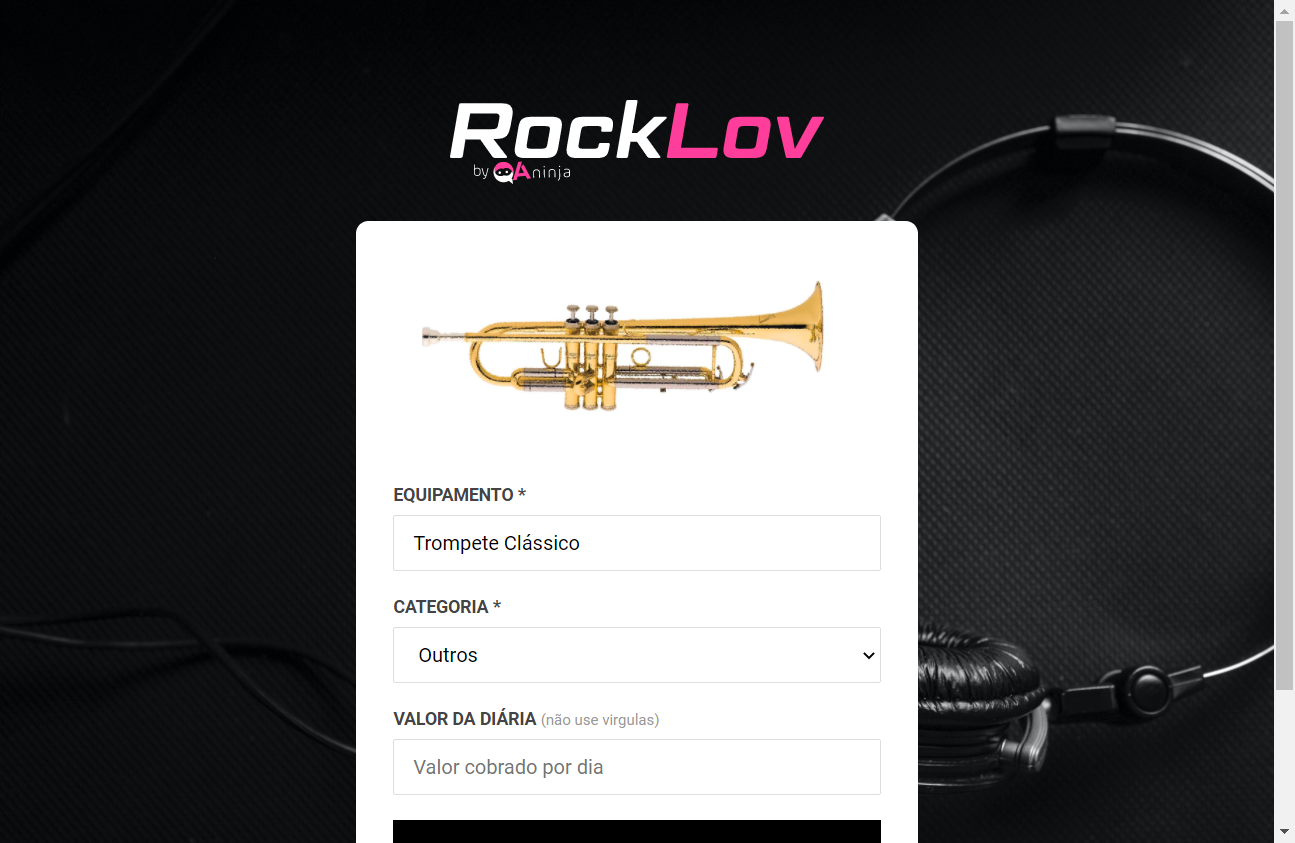 RockLov
by QAninja
EQUIPAMENTO *
Trompete Clássico
CATEGORIA *
Outros
VALOR DA DIÁRIA (não use virgulas)
Valor cobrado por dia